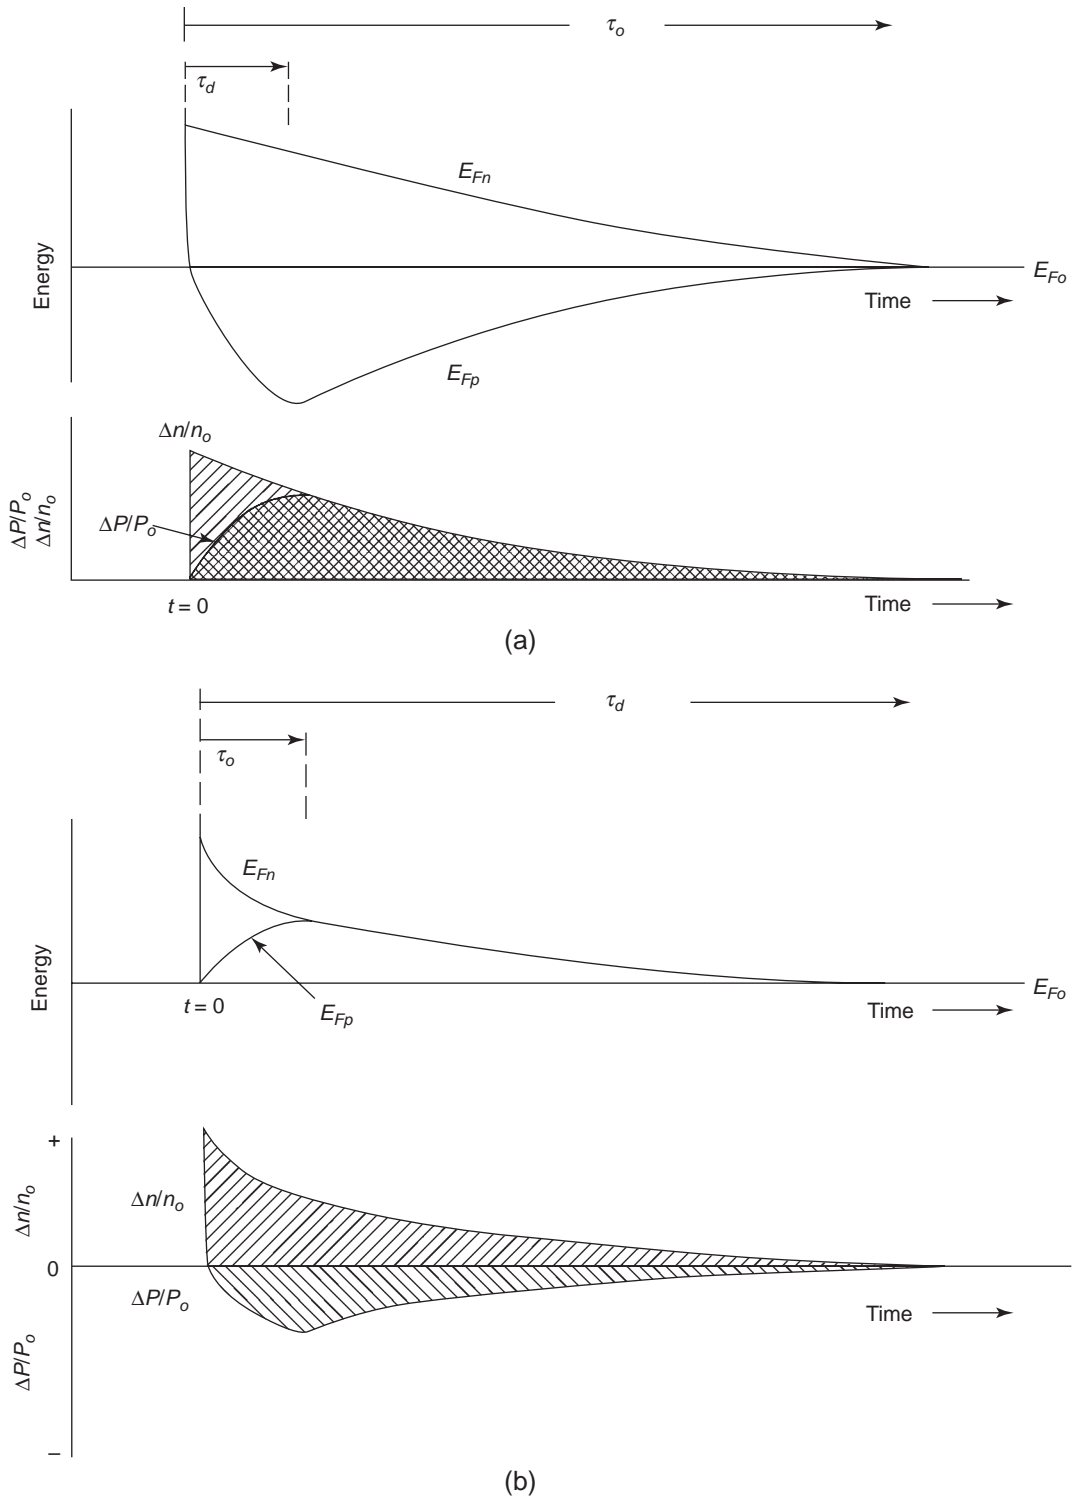 τo
τd
EFn
Energy
EFo
Time
EFp
Δn/no
ΔP/Po
Δn/no
ΔP/Po
t = 0
Time
(a)
τd
τo
EFn
Energy
EFo
t = 0
EFp
Time
+
Δn/no
Δn/no
0
ΔP/Po
Time
ΔP/Po
–
(b)